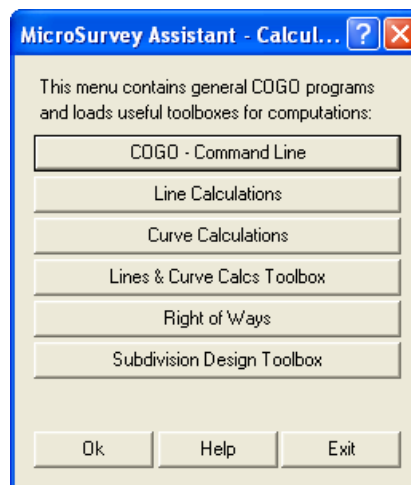 MicroSurvey Assistant - Calcul... ?
This menu contains general COGO programs
and loads useful toolboxes for computations:
COGO - Command Line
Line Calculations
Curve Calculations
Lines & Curve Calcs Toolbox
Right of Ways
Subdivision Design Toolbox
Ok Help Exit